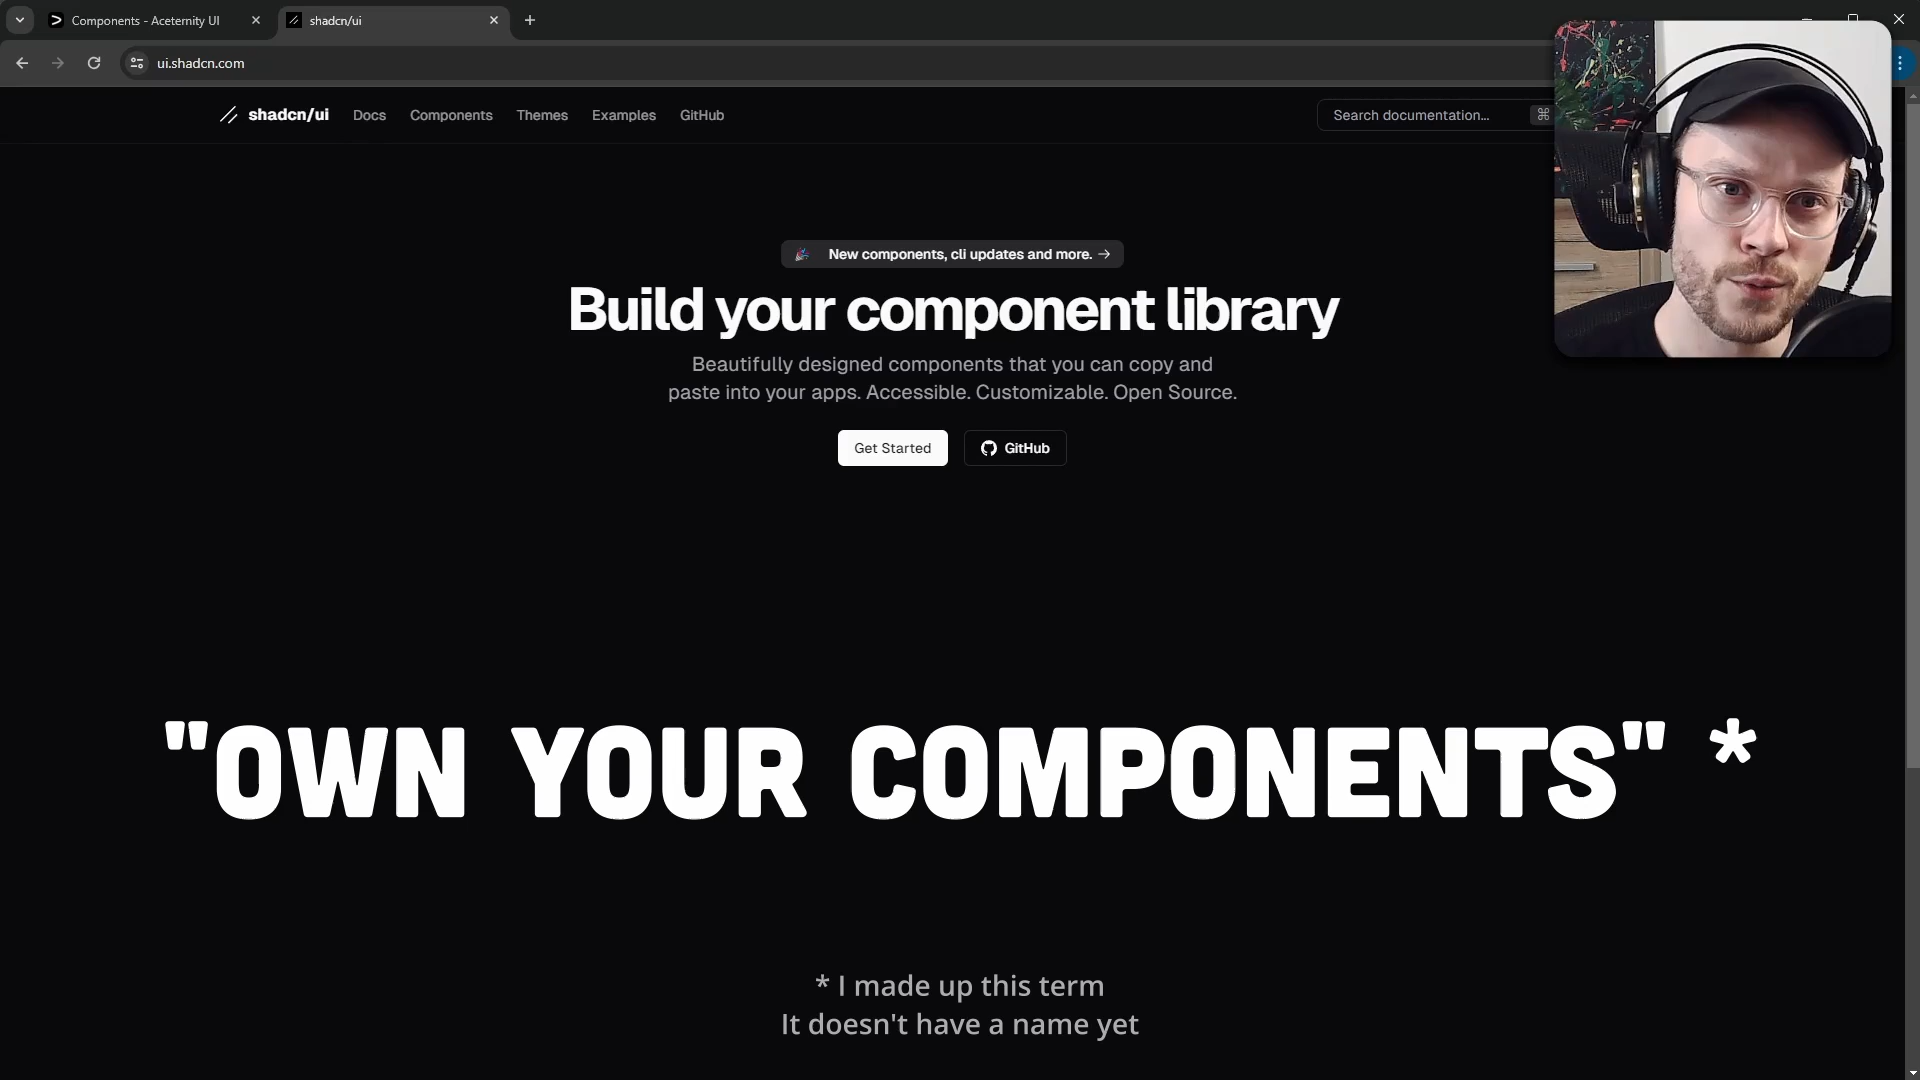 Components - Aceternity UI
shadcn/ui
ui.shadcn.com
shadcn/ui Docs Components Themes Examples GitHub
Search documentation... ⌘
New components, cli updates and more. →
Build your component library
Beautifully designed components that you can copy and
paste into your apps. Accessible. Customizable. Open Source.
Get Started GitHub
"OWN YOUR COMPONENTS" *
* I made up this term
It doesn't have a name yet